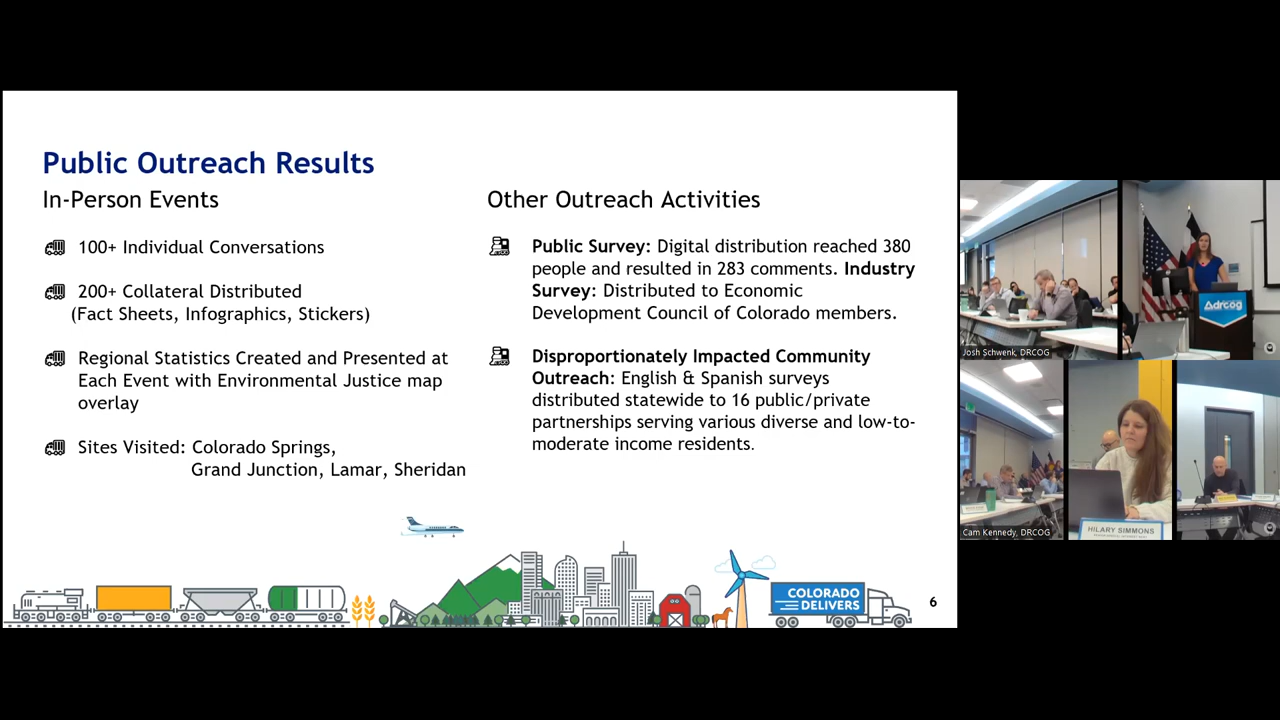 Public Outreach Results
In-Person Events
100+ Individual Conversations
200+ Collateral Distributed
(Fact Sheets, Infographics, Stickers)
Regional Statistics Created and Presented at
Each Event with Environmental Justice map
overlay
Sites Visited: Colorado Springs,
Grand Junction, Lamar, Sheridan
Other Outreach Activities
Public Survey: Digital distribution reached 380
people and resulted in 283 comments. Industry
Survey: Distributed to Economic
Development Council of Colorado members.
Disproportionately Impacted Community
Outreach: English & Spanish surveys
distributed statewide to 16 public/private
partnerships serving various diverse and low-to-
moderate income residents.
COLORADO
DELIVERS
6
Josh Schwenk, DRCOG
drcog
Cam Kennedy, DRCOG
HILARY SIMMONS